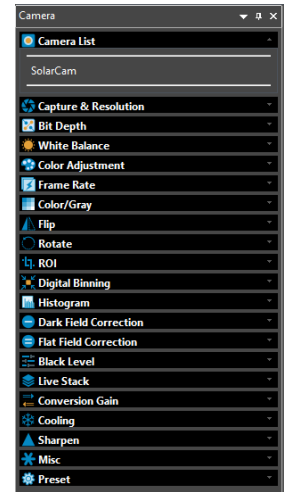 Camera
Camera List
SolarCam
Capture & Resolution
Bit Depth
White Balance
Color Adjustment
Frame Rate
Color/Gray
Flip
Rotate
ROI
Digital Binning
Histogram
Dark Field Correction
Flat Field Correction
Black Level
Live Stack
Conversion Gain
Cooling
Sharpen
Misc
Preset